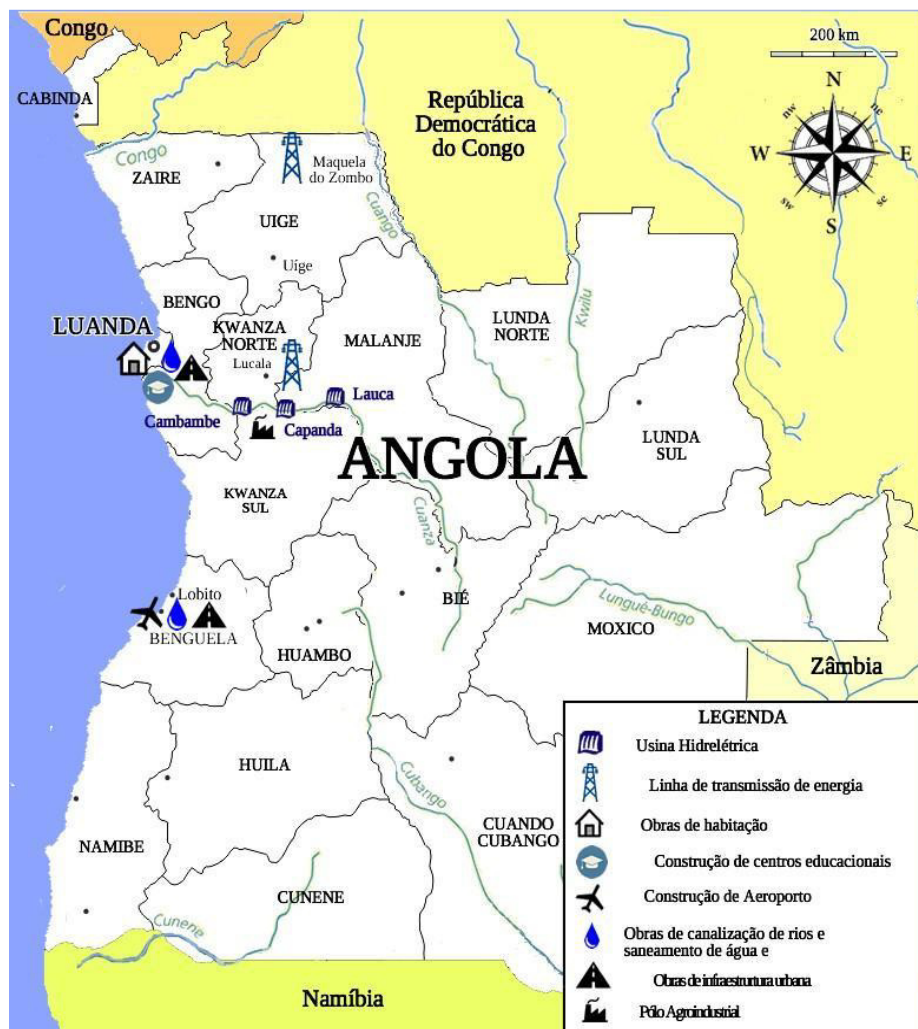 Congo
200 km
CABINDA
República
Democrática
do Congo
N
nw
ne
W
E
sw
se
S
Congo
ZAIRE
Maquela
do Zombo
Cuango
UIGE
Uíge
BENGO
LUANDA
KWANZA
NORTE
Lucala
MALANJE
LUNDA
NORTE
Kwilu
Cambambe
Capanda
Lauca
ANGOLA
LUNDA
SUL
KWANZA
SUL
Cuanza
Lobito
BENGUELA
HUAMBO
BIÉ
Lungué-Bungo
MOXICO
Zâmbia
HUILA
Cubango
NAMIBE
CUANDO
CUBANGO
CUNENE
Cunene
Namíbia
LEGENDA
Usina Hidrelétrica
Linha de transmissão de energia
Obras de habitação
Construção de centros educacionais
Construção de Aeroporto
Obras de canalização de rios e
saneamento de água e
Obras de infraestrurtura urbana
Pólo Agroindustrial